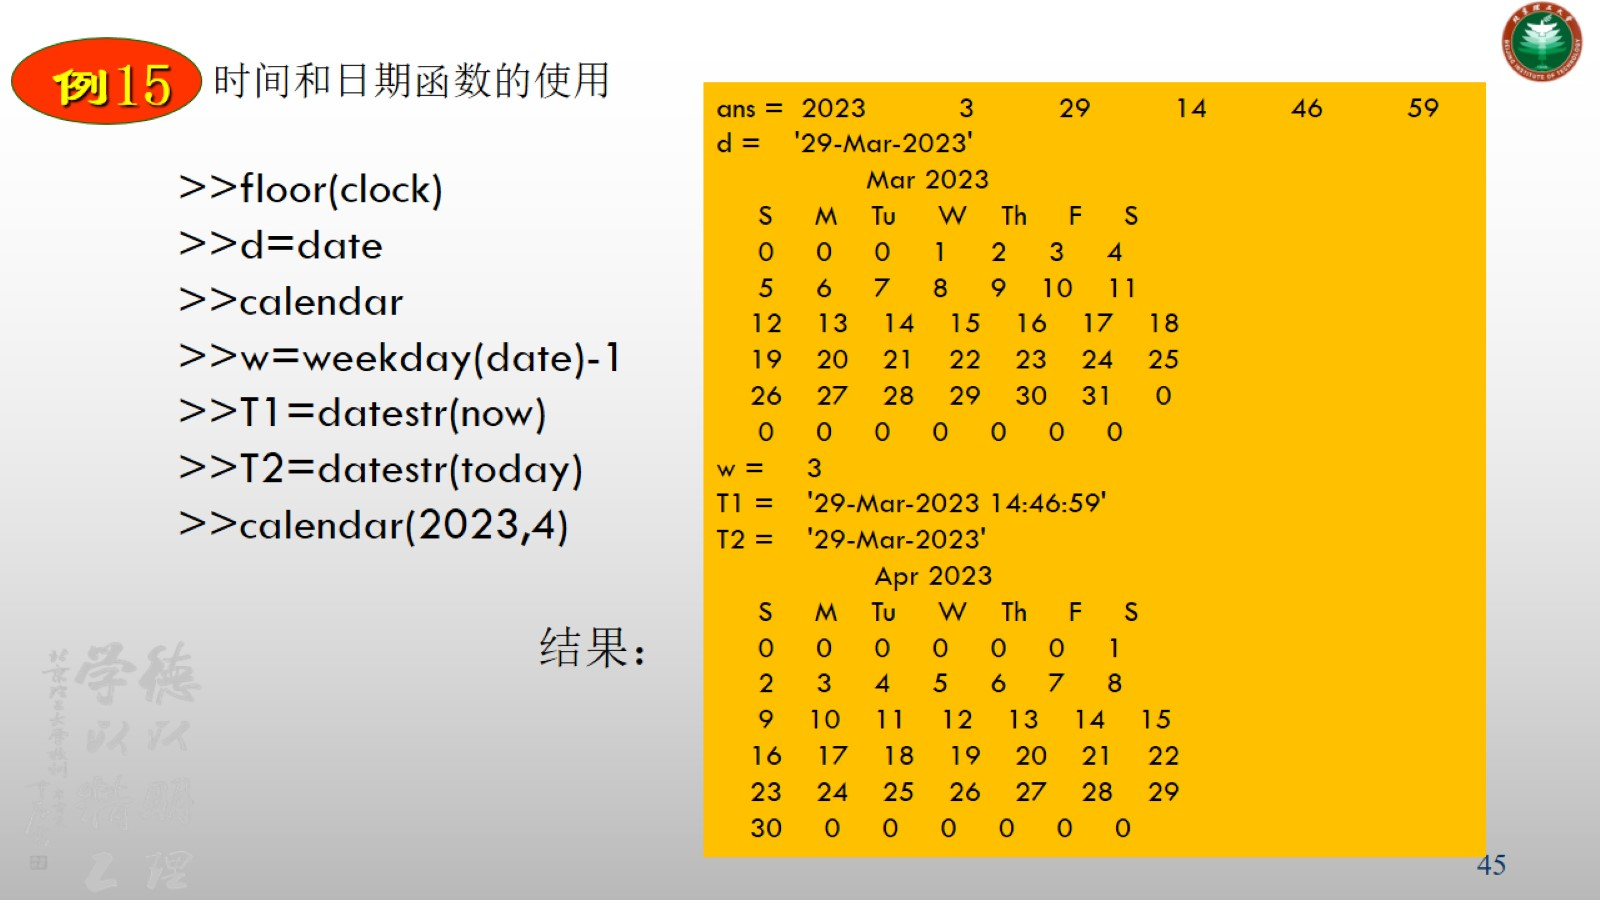 例15 时间和日期函数的使用
>>floor(clock)
>>d=date
>>calendar
>>w=weekday(date)-1
>>T1=datestr(now)
>>T2=datestr(today)
>>calendar(2023,4)
结果：
ans = 2023 3 29 14 46 59
d = '29-Mar-2023'
Mar 2023
S M Tu W Th F S
0 0 0 1 2 3 4
5 6 7 8 9 10 11
12 13 14 15 16 17 18
19 20 21 22 23 24 25
26 27 28 29 30 31 0
0 0 0 0 0 0 0
w = 3
T1 = '29-Mar-2023 14:46:59'
T2 = '29-Mar-2023'
Apr 2023
S M Tu W Th F S
0 0 0 0 0 0 1
2 3 4 5 6 7 8
9 10 11 12 13 14 15
16 17 18 19 20 21 22
23 24 25 26 27 28 29
30 0 0 0 0 0 0
45